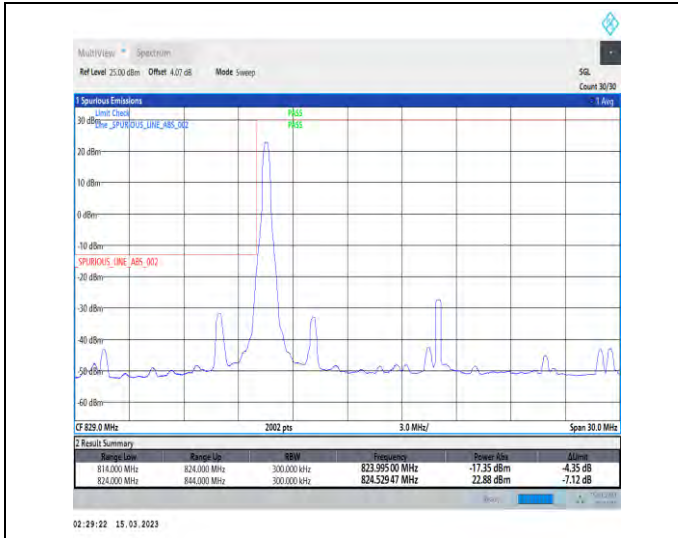 MultiView Spectrum
Ref Level 25.00 dBm Offset 4.07 dB Mode Sweep SGL
Count 30/30
1 Spurious Emissions 1 Avg
Limit Check PASS
Line _SPURIOUS_LINE_ABS_002 PASS
30 dBm
20 dBm
10 dBm
0 dBm
-10 dBm
_SPURIOUS_LINE_ABS_002
-20 dBm
-30 dBm
-40 dBm
-50 dBm
-60 dBm
CF 829.0 MHz 2002 pts 3.0 MHz/ Span 30.0 MHz
2 Result Summary
Range Low Range Up RBW Frequency Power Abs ΔLimit
814.000 MHz 824.000 MHz 300.000 kHz 823.99500 MHz -17.35 dBm -4.35 dB
824.000 MHz 844.000 MHz 300.000 kHz 824.52947 MHz 22.88 dBm -7.12 dB
02:29:22 15.03.2023